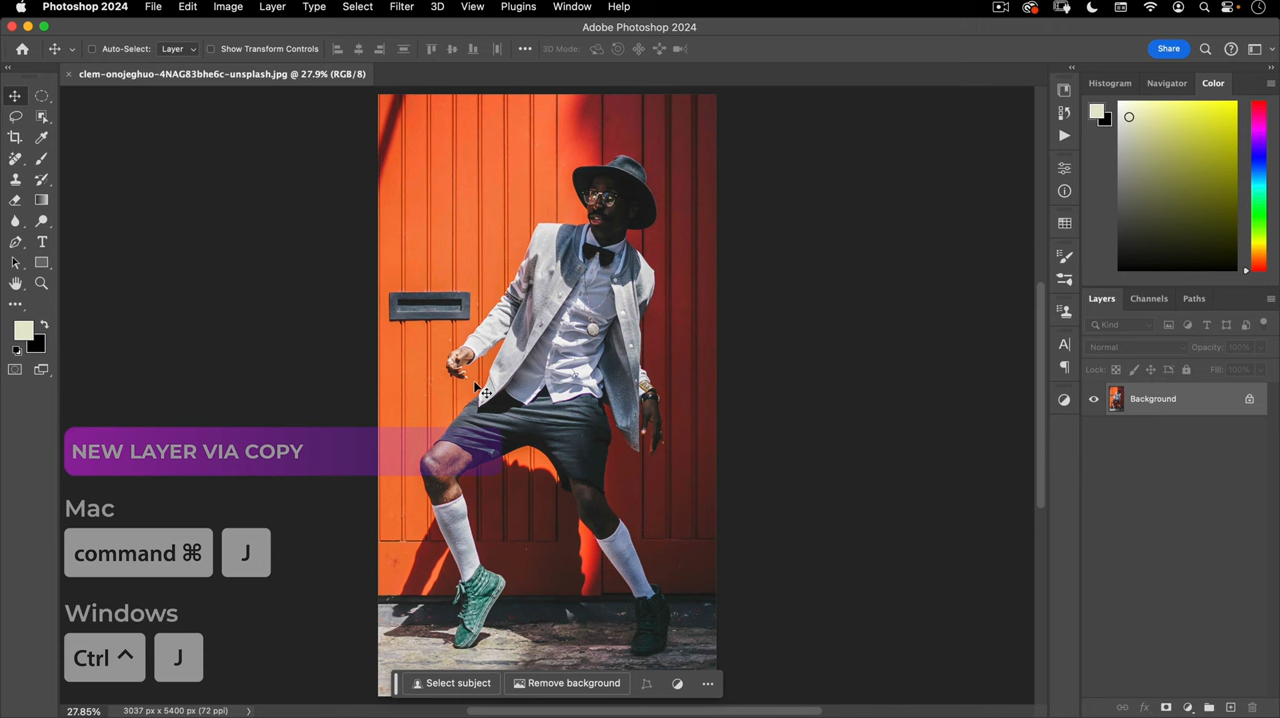 Photoshop 2024 File Edit Image Layer Type Select Filter 3D View Plugins Window Help
Adobe Photoshop 2024
Auto-Select: Layer Show Transform Controls 3D Mode: Share
clem-onojeghuo-4NAG83bhe6c-unsplash.jpg @ 27.9% (RGB/8)
Histogram Navigator Color
Layers Channels Paths
Kind
Normal Opacity: 100%
Lock: Fill: 100%
Background
NEW LAYER VIA COPY
Mac
command ⌘ J
Windows
Ctrl ^ J
Select subject Remove background
27.85% 3037 px x 5400 px (72 ppi)